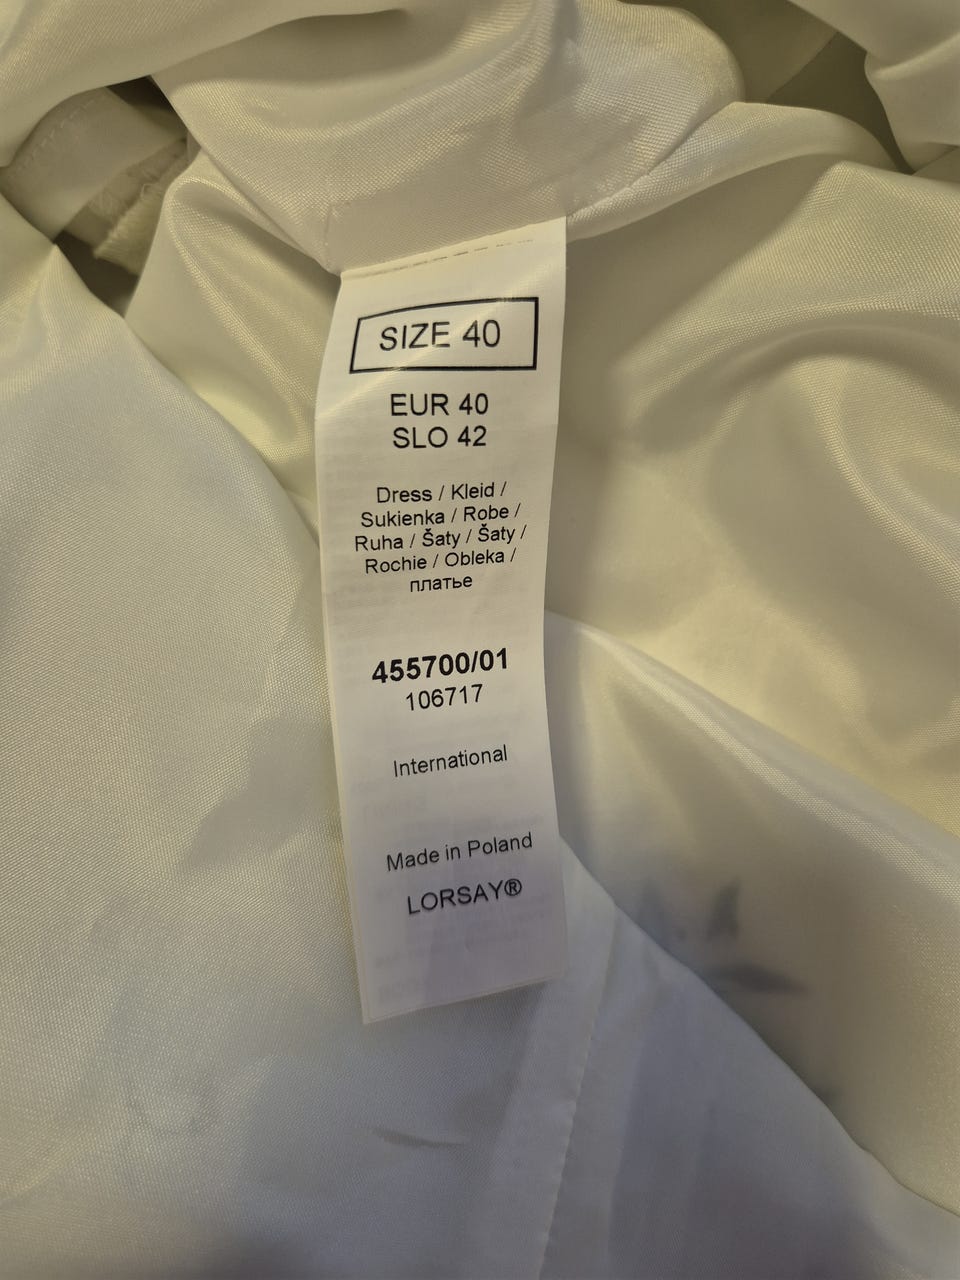 SIZE 40
EUR 40
SLO 42
Dress / Kleid /
Sukienka / Robe /
Ruha / Šaty / Šaty /
Rochie / Obleka /
платье
455700/01
106717
International
Made in Poland
LORSAY®